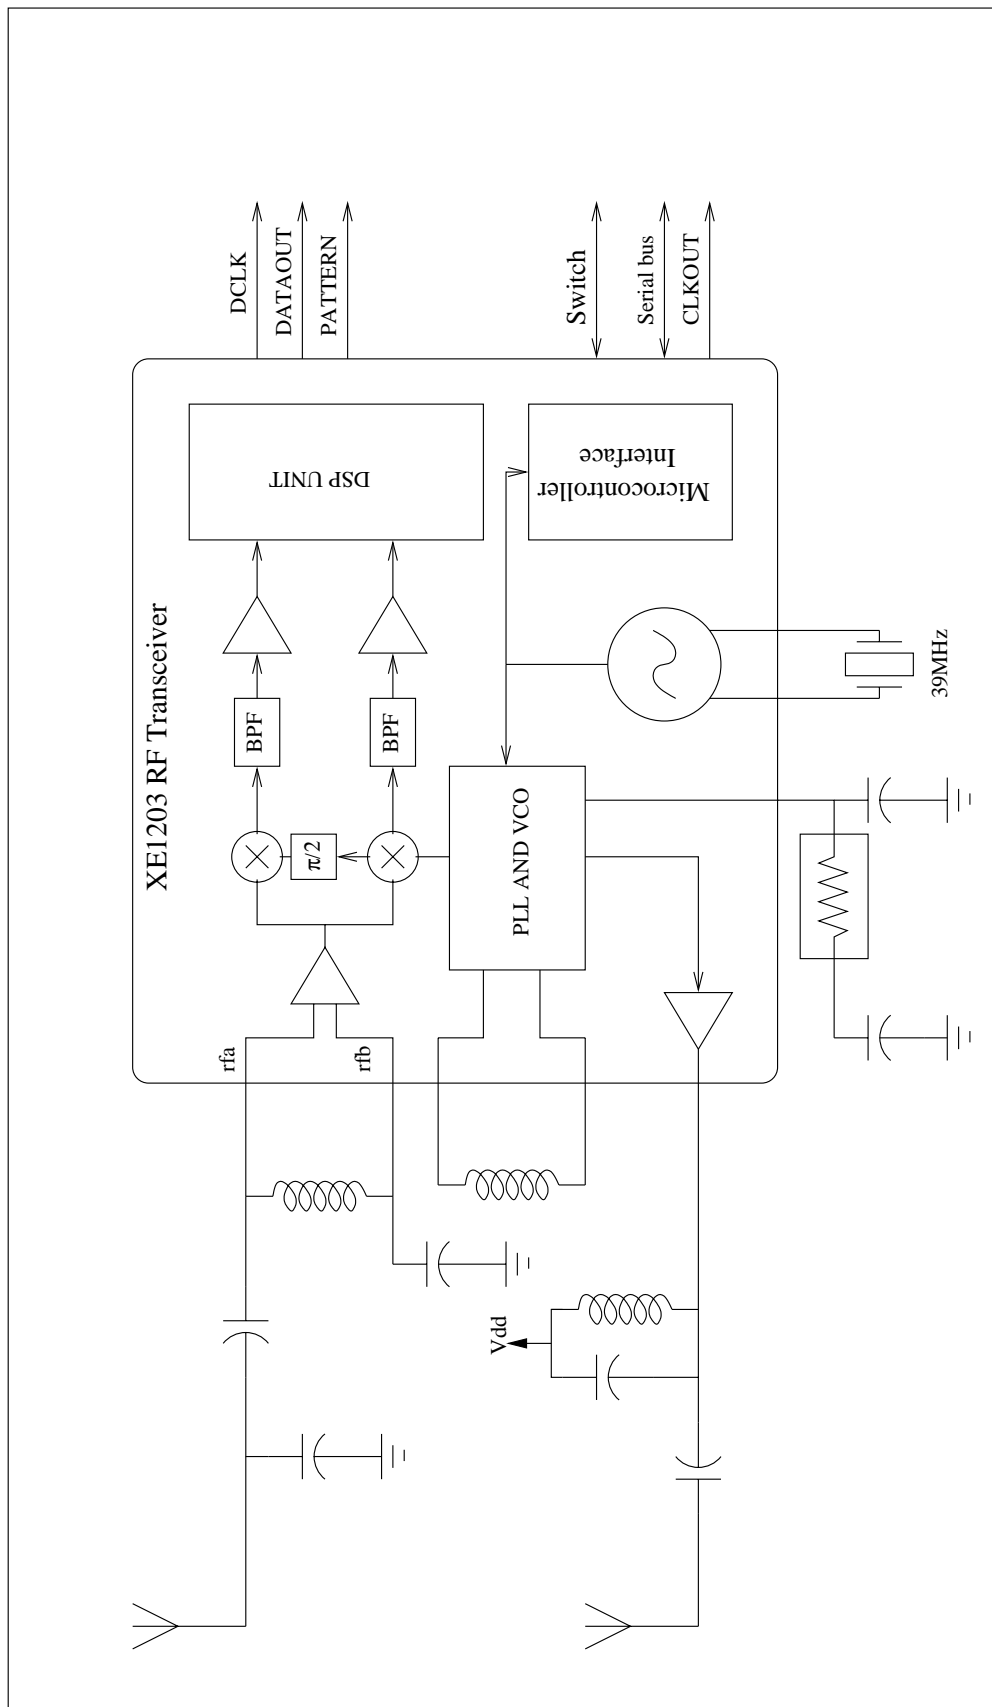 XE1203 RF Transceiver
DCLK
DATAOUT
PATTERN
Switch
Serial bus
CLKOUT
DSP UNIT
Microcontroller
Interface
BPF
BPF
π/2
PLL AND VCO
rfa
rfb
Vdd
39MHz